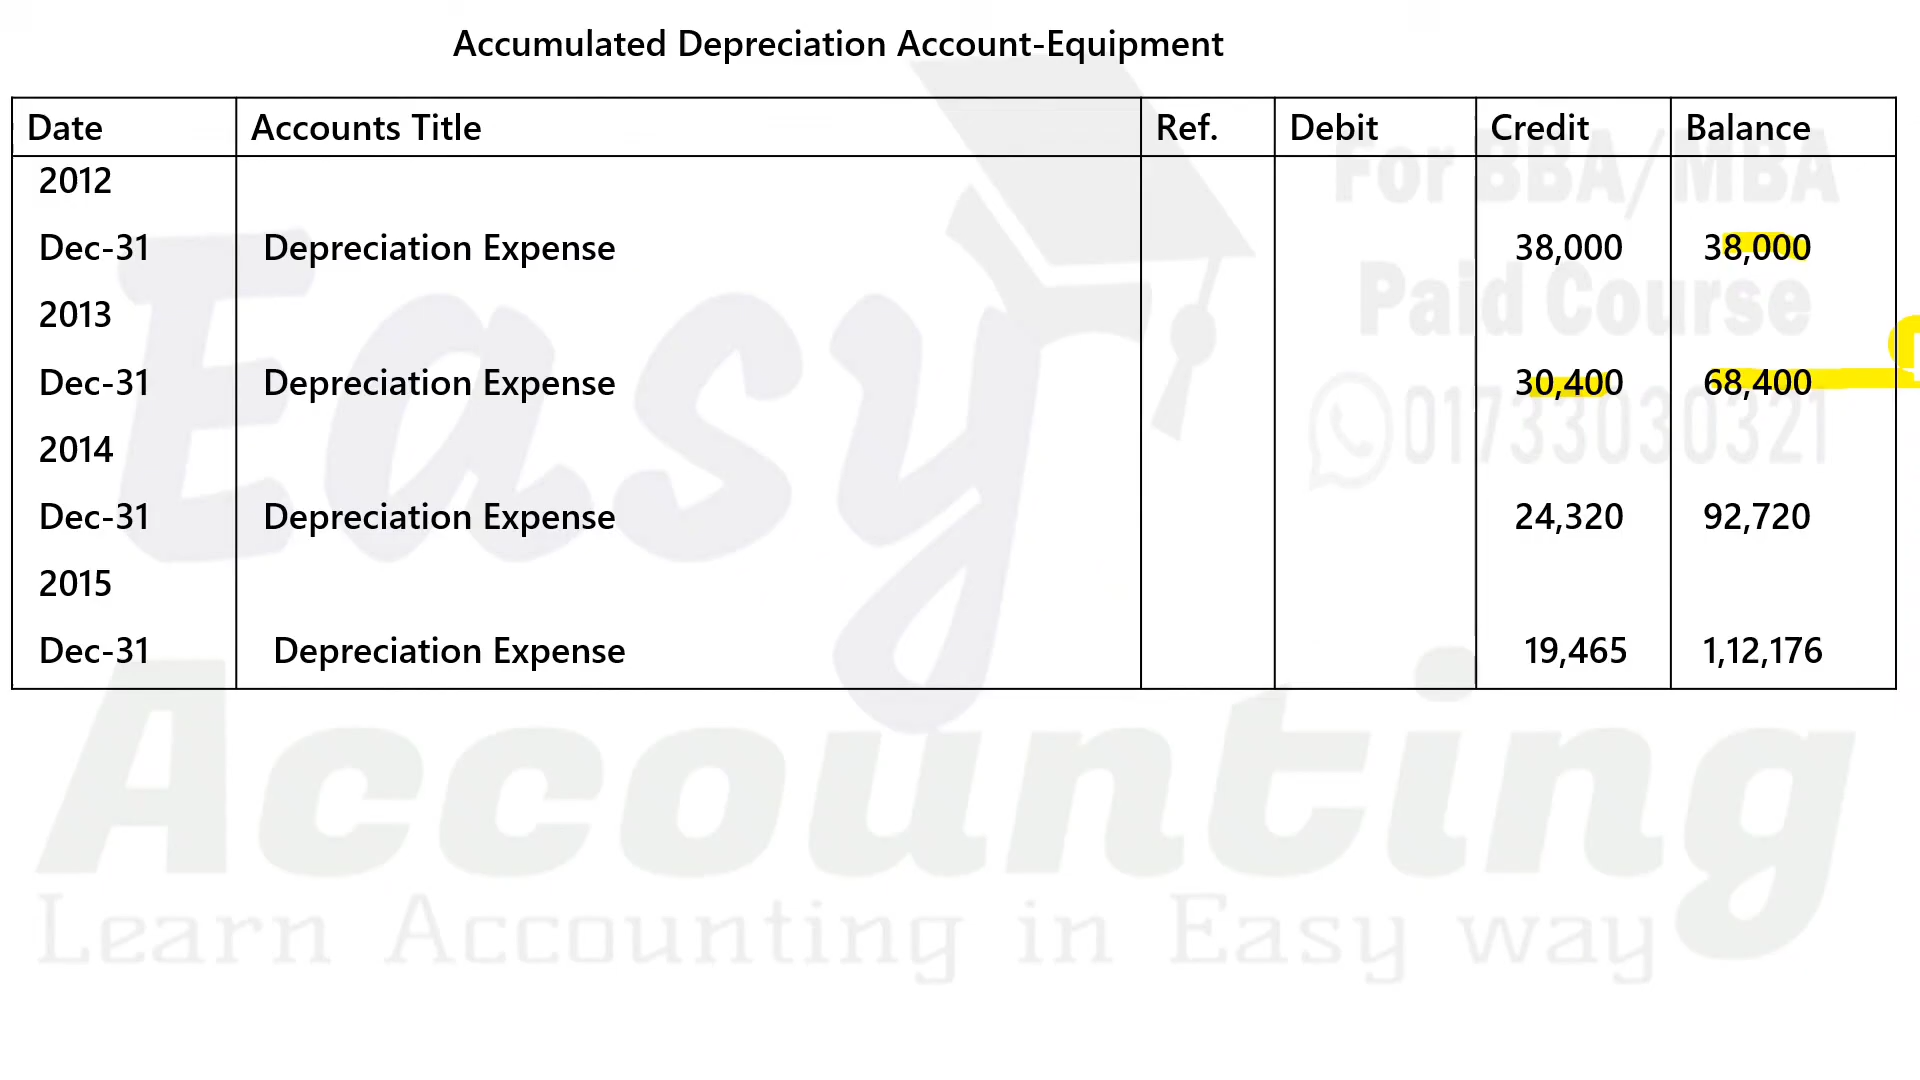 Accumulated Depreciation Account-Equipment
Date Accounts Title Ref. Debit Credit Balance
2012
Dec-31 Depreciation Expense 38,000 38,000
2013
Dec-31 Depreciation Expense 30,400 68,400
2014
Dec-31 Depreciation Expense 24,320 92,720
2015
Dec-31 Depreciation Expense 19,465 1,12,176
For BBA/MBA
Paid Course
01733030321
Easy
Accounting
Learn Accounting in Easy way